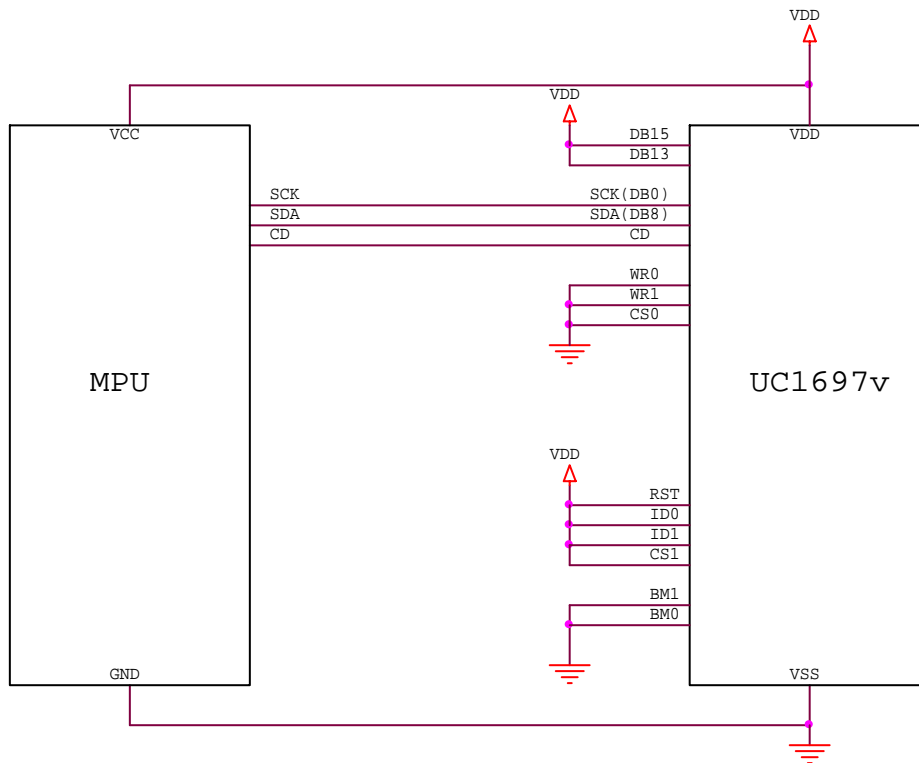 VDD
VDD
VCC
VDD
DB15
DB13
SCK
SCK(DB0)
SDA
SDA(DB8)
CD
CD
WR0
WR1
CS0
MPU
UC1697v
VDD
RST
ID0
ID1
CS1
BM1
BM0
GND
VSS